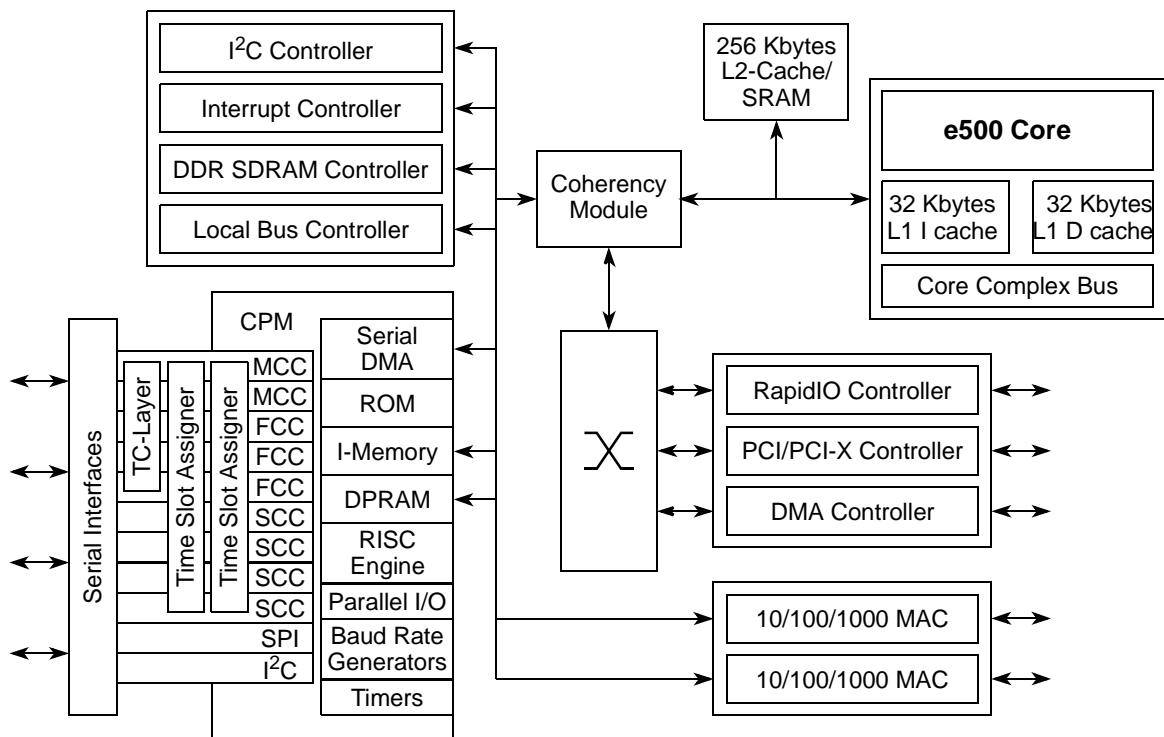 I²C Controller
Interrupt Controller
DDR SDRAM Controller
Local Bus Controller
256 Kbytes
L2-Cache/
SRAM
e500 Core
32 Kbytes
L1 I cache
32 Kbytes
L1 D cache
Core Complex Bus
Coherency
Module
CPM
Serial Interfaces
TC-Layer
Time Slot Assigner
Time Slot Assigner
MCC
MCC
FCC
FCC
FCC
SCC
SCC
SCC
SCC
SPI
I²C
Serial
DMA
ROM
I-Memory
DPRAM
RISC
Engine
Parallel I/O
Baud Rate
Generators
Timers
RapidIO Controller
PCI/PCI-X Controller
DMA Controller
10/100/1000 MAC
10/100/1000 MAC